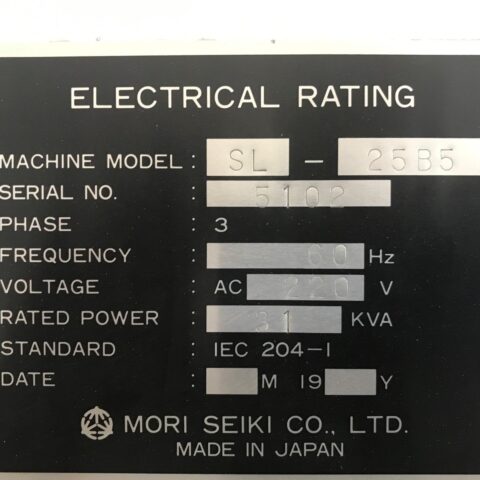 ELECTRICAL RATING
MACHINE MODEL : SL - 25B5
SERIAL NO. : 5102
PHASE : 3
FREQUENCY : 60 Hz
VOLTAGE : AC 220 V
RATED POWER : 31 KVA
STANDARD : IEC 204-1
DATE : M 19 Y
MORI SEIKI CO., LTD.
MADE IN JAPAN